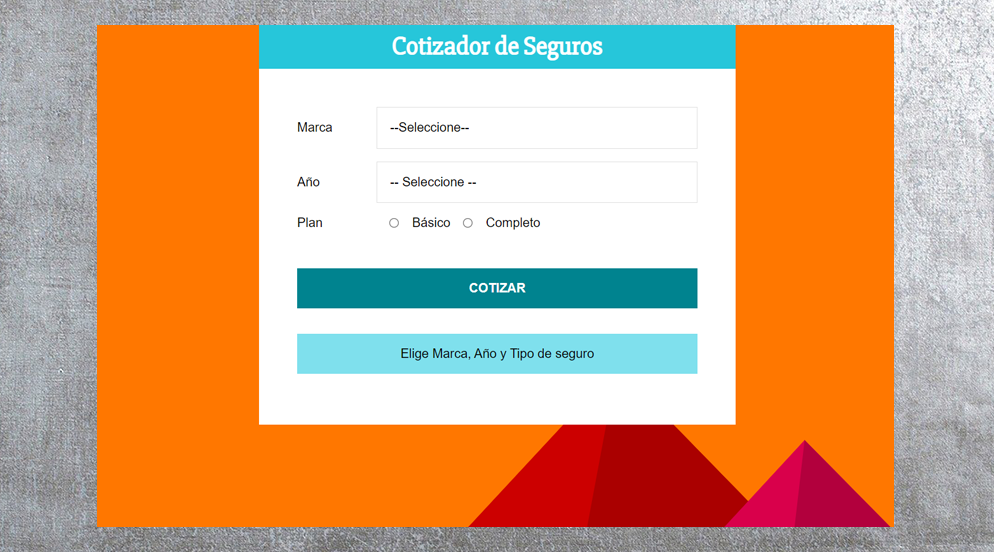 Cotizador de Seguros
Marca
--Seleccione--
Año
-- Seleccione --
Plan
Básico
Completo
COTIZAR
Elige Marca, Año y Tipo de seguro